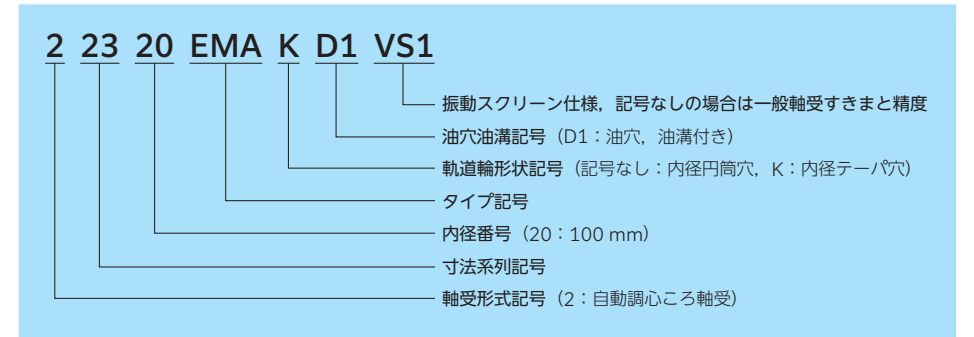 2 23 20 EMA K D1 VS1
振動スクリーン仕様，記号なしの場合は一般軸受すきまと精度
油穴油溝記号（D1：油穴，油溝付き）
軌道輪形状記号（記号なし：内径円筒穴，K：内径テーパ穴）
タイプ記号
内径番号（20：100 mm）
寸法系列記号
軸受形式記号（2：自動調心ころ軸受）